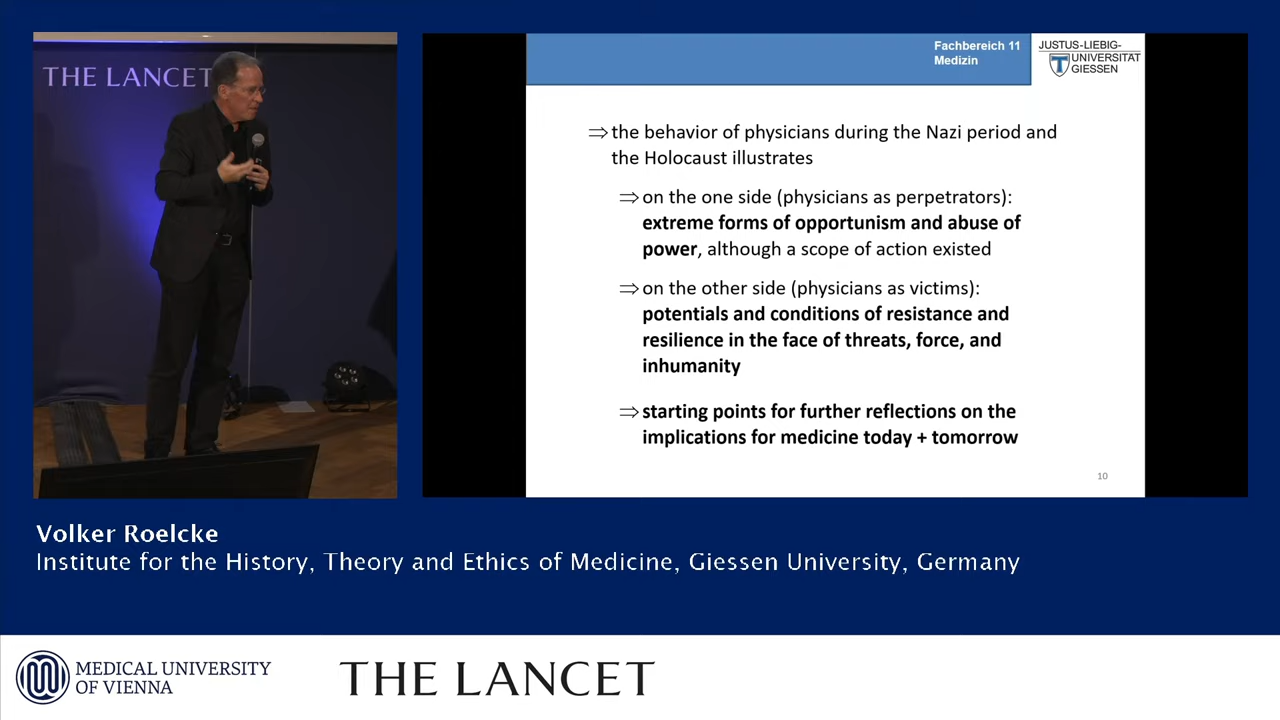 THE LANCET
Fachbereich 11
Medizin
JUSTUS-LIEBIG-
UNIVERSITÄT
GIESSEN
⇒ the behavior of physicians during the Nazi period and
the Holocaust illustrates
⇒ on the one side (physicians as perpetrators):
extreme forms of opportunism and abuse of
power, although a scope of action existed
⇒ on the other side (physicians as victims):
potentials and conditions of resistance and
resilience in the face of threats, force, and
inhumanity
⇒ starting points for further reflections on the
implications for medicine today + tomorrow
10
Volker Roelcke
Institute for the History, Theory and Ethics of Medicine, Giessen University, Germany
MEDICAL UNIVERSITY
OF VIENNA
THE LANCET